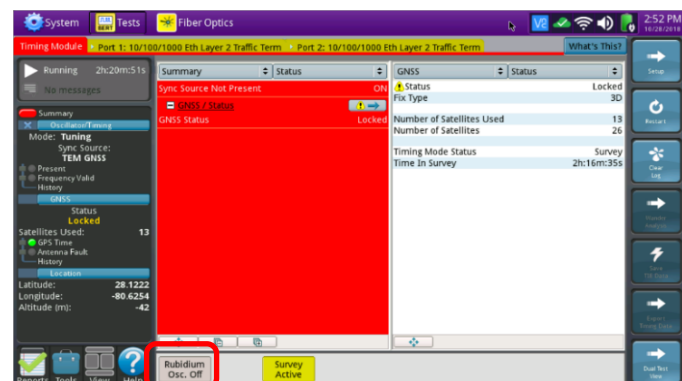 System Tests Fiber Optics 2:52 PM
10/28/2018
Timing Module Port 1: 10/100/1000 Eth Layer 2 Traffic Term Port 2: 10/100/1000 Eth Layer 2 Traffic Term What's This?
Running 2h:20m:51s
No messages
Summary
Oscillator/Timing
Mode: Tuning
Sync Source:
TEM GNSS
Present
Frequency Valid
History
GNSS
Status
Locked
Satellites Used: 13
GPS Time
Antenna Fault
History
Location
Latitude: 28.1222
Longitude: -80.6254
Altitude (m): -42
Summary Status
Sync Source Not Present ON
GNSS / Status
GNSS Status Locked
GNSS Status
Status Locked
Fix Type 3D
Number of Satellites Used 13
Number of Satellites 26
Timing Mode Status Survey
Time In Survey 2h:16m:35s
Setup
Restart
Clear
Log
Dual Test
View
Reports Tools View Help
Rubidium
Osc. Off
Survey
Active